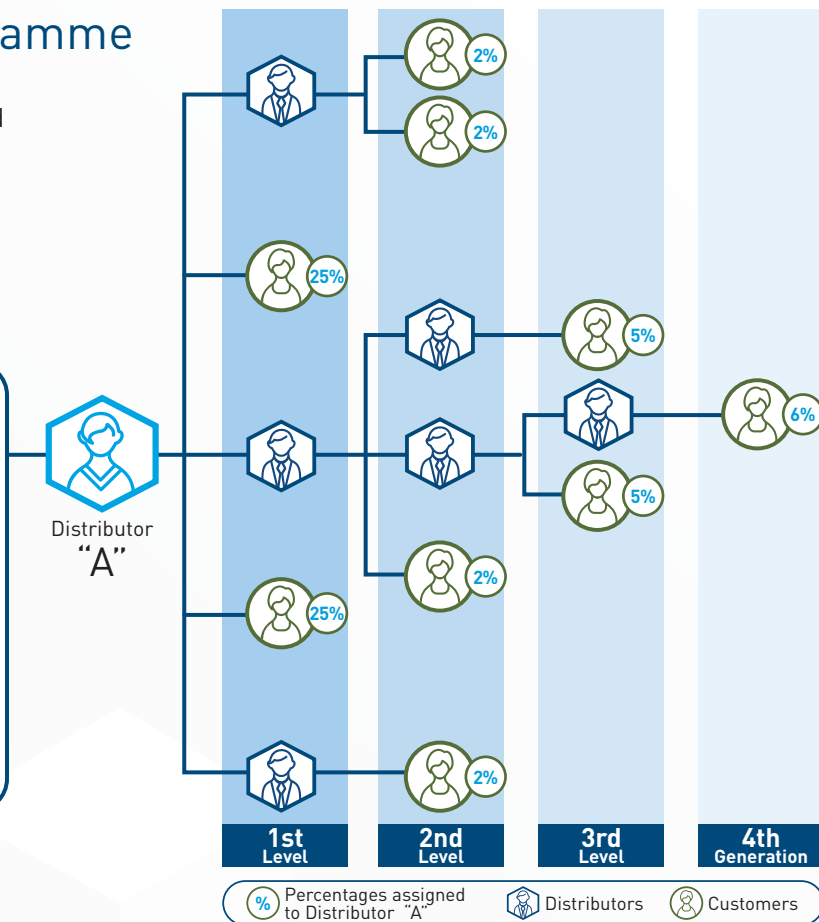 amme
2%
2%
25%
5%
6%
5%
Distributor
“A”
2%
25%
2%
1st
Level
2nd
Level
3rd
Level
4th
Generation
% Percentages assigned
to Distributor “A”
Distributors
Customers